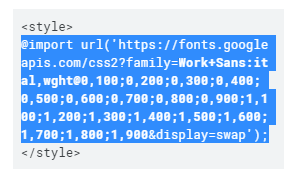 <style>
@import url('https://fonts.google
apis.com/css2?family=Work+Sans:it
al,wght@0,100;0,200;0,300;0,400;
0,500;0,600;0,700;0,800;0,900;1,1
00;1,200;1,300;1,400;1,500;1,600;
1,700;1,800;1,900&display=swap');
</style>